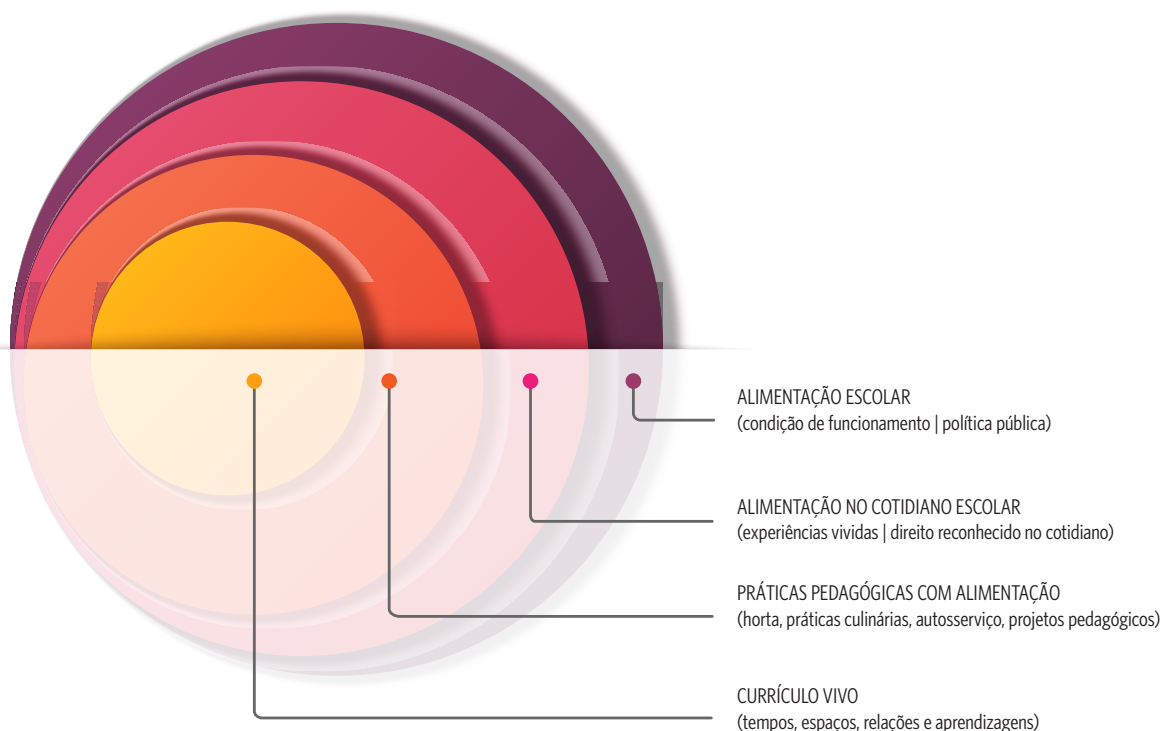 ALIMENTAÇÃO ESCOLAR
(condição de funcionamento | política pública)
ALIMENTAÇÃO NO COTIDIANO ESCOLAR
(experiências vividas | direito reconhecido no cotidiano)
PRÁTICAS PEDAGÓGICAS COM ALIMENTAÇÃO
(horta, práticas culinárias, autosserviço, projetos pedagógicos)
CURRÍCULO VIVO
(tempos, espaços, relações e aprendizagens)